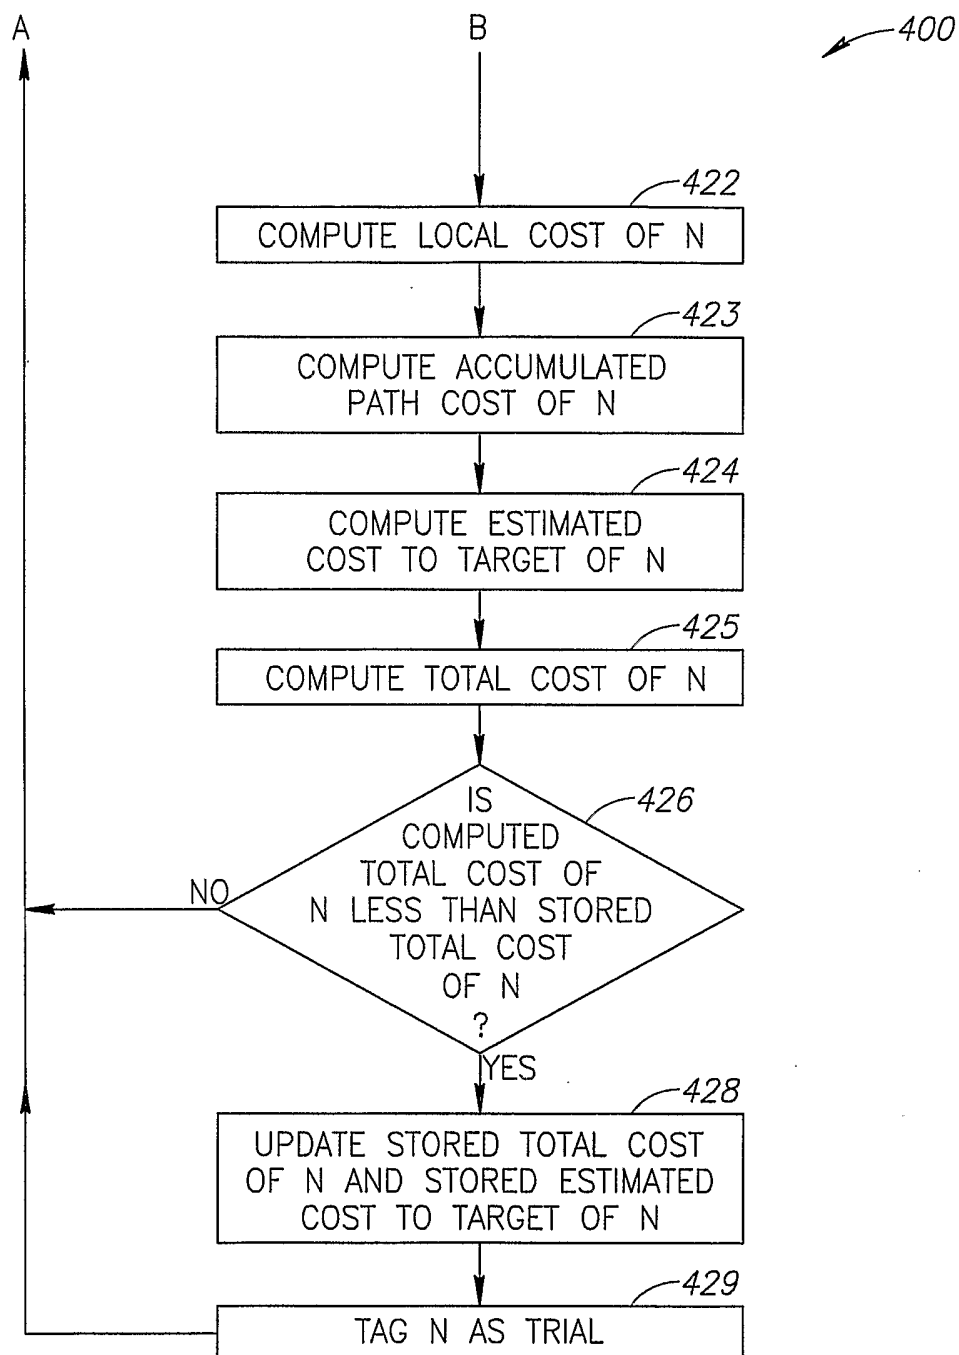 A
B
400
422
COMPUTE LOCAL COST OF N
423
COMPUTE ACCUMULATED
PATH COST OF N
424
COMPUTE ESTIMATED
COST TO TARGET OF N
425
COMPUTE TOTAL COST OF N
426
IS
COMPUTED
TOTAL COST OF
N LESS THAN STORED
TOTAL COST
OF N
?
NO
YES
428
UPDATE STORED TOTAL COST
OF N AND STORED ESTIMATED
COST TO TARGET OF N
429
TAG N AS TRIAL